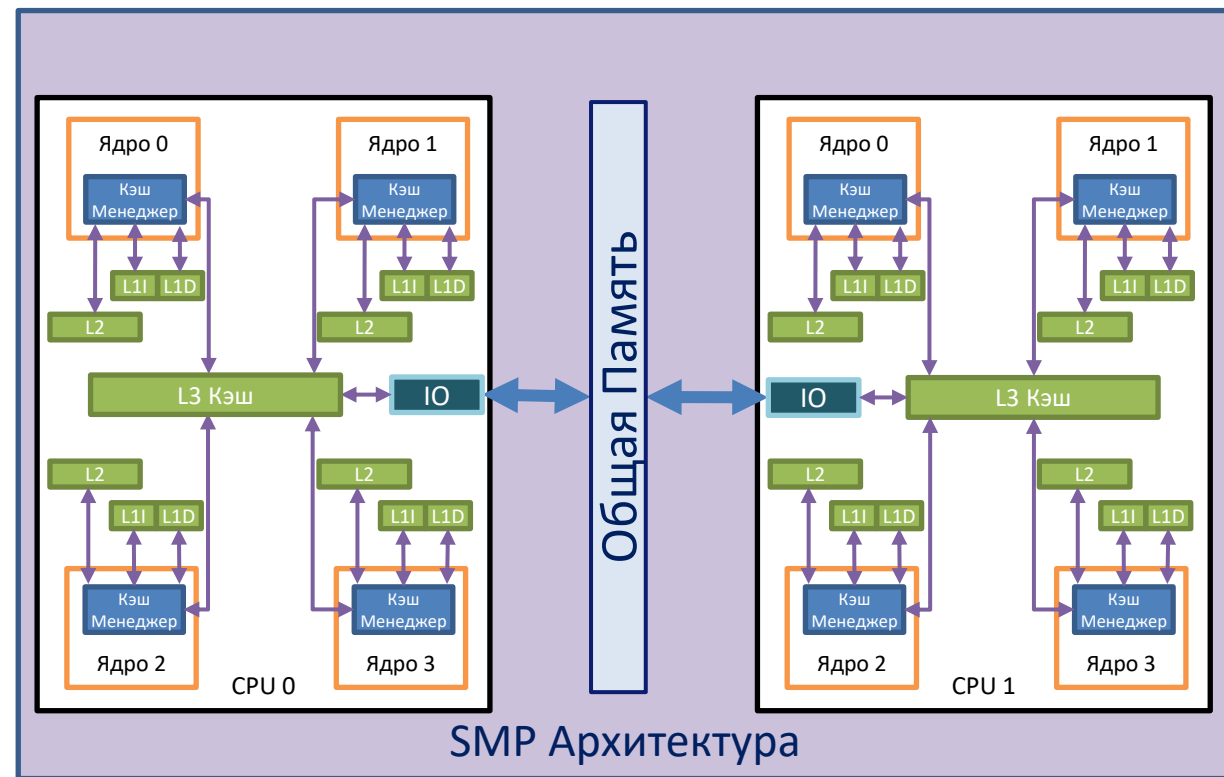 Ядро 0
Кэш
Менеджер
L1I L1D
L2
Ядро 1
Кэш
Менеджер
L1I L1D
L2
L3 Кэш
IO
L2
L1I L1D
Кэш
Менеджер
Ядро 2
L2
L1I L1D
Кэш
Менеджер
Ядро 3
CPU 0
Общая Память
Ядро 0
Кэш
Менеджер
L1I L1D
L2
Ядро 1
Кэш
Менеджер
L1I L1D
L2
IO
L3 Кэш
L2
L1I L1D
Кэш
Менеджер
Ядро 2
L2
L1I L1D
Кэш
Менеджер
Ядро 3
CPU 1
SMP Архитектура